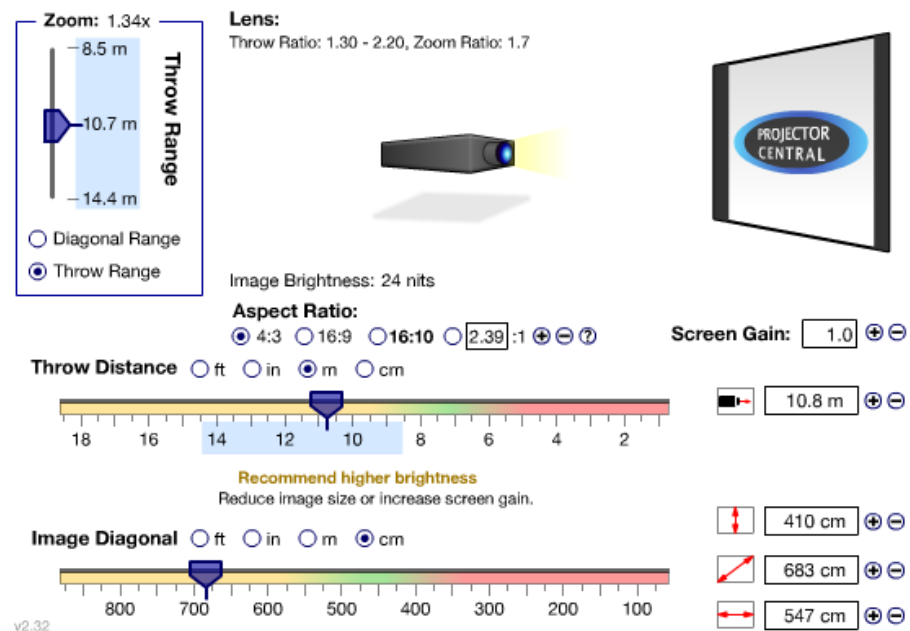 Zoom: 1.34x
8.5 m
10.7 m
14.4 m
Throw Range
Diagonal Range
Throw Range
Lens:
Throw Ratio: 1.30 - 2.20, Zoom Ratio: 1.7
PROJECTOR
CENTRAL
Image Brightness: 24 nits
Aspect Ratio:
4:3 16:9 16:10 2.39 :1 + − ?
Screen Gain: 1.0 + −
Throw Distance ft in m cm
10.8 m + −
18 16 14 12 10 8 6 4 2
Recommend higher brightness
Reduce image size or increase screen gain.
410 cm + −
Image Diagonal ft in m cm
683 cm + −
800 700 600 500 400 300 200 100
547 cm + −
v2.32